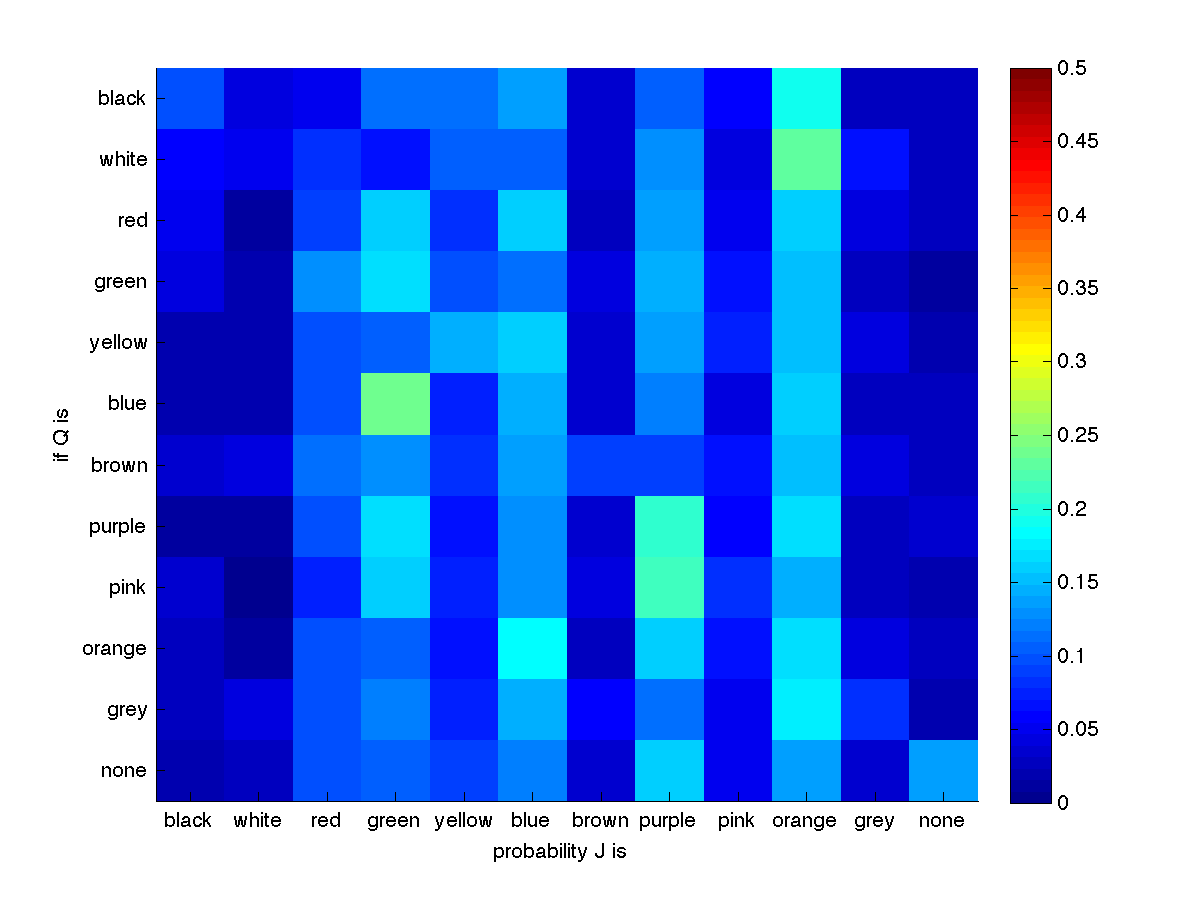 black
white
red
green
yellow
blue
brown
purple
pink
orange
grey
none
if Q is
black white red green yellow blue brown purple pink orange grey none
probability J is
0.5
0.45
0.4
0.35
0.3
0.25
0.2
0.15
0.1
0.05
0